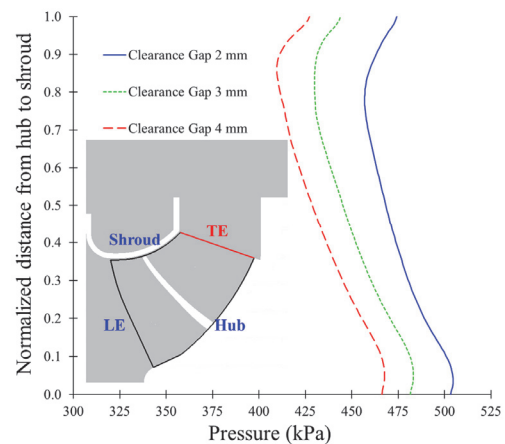 Normalized distance from hub to shroud
1.0
0.9
0.8
0.7
0.6
0.5
0.4
0.3
0.2
0.1
0.0
Clearance Gap 2 mm
Clearance Gap 3 mm
Clearance Gap 4 mm
Shroud
TE
LE
Hub
300 325 350 375 400 425 450 475 500 525
Pressure (kPa)